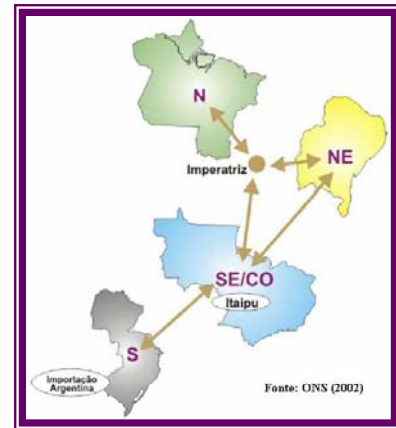 N
Imperatriz
NE
SE/CO
Itaipu
S
Importação
Argentina
Fonte: ONS (2002)